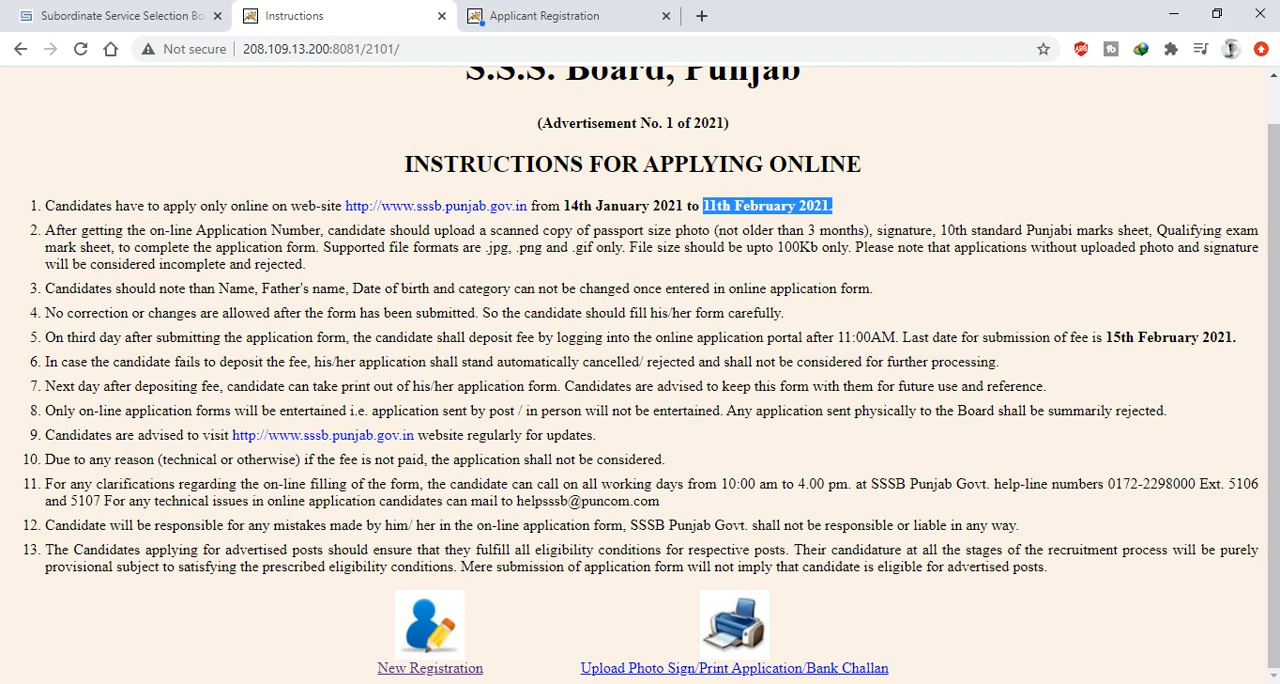 Subordinate Service Selection Bo
Instructions
Applicant Registration
Not secure
208.109.13.200:8081/2101/
S.S.S. Board, Punjab
(Advertisement No. 1 of 2021)
INSTRUCTIONS FOR APPLYING ONLINE
1. Candidates have to apply only online on web-site http://www.sssb.punjab.gov.in from 14th January 2021 to 11th February 2021.
2. After getting the on-line Application Number, candidate should upload a scanned copy of passport size photo (not older than 3 months), signature, 10th standard Punjabi marks sheet, Qualifying exam
mark sheet, to complete the application form. Supported file formats are .jpg, .png and .gif only. File size should be upto 100Kb only. Please note that applications without uploaded photo and signature
will be considered incomplete and rejected.
3. Candidates should note than Name, Father's name, Date of birth and category can not be changed once entered in online application form.
4. No correction or changes are allowed after the form has been submitted. So the candidate should fill his/her form carefully.
5. On third day after submitting the application form, the candidate shall deposit fee by logging into the online application portal after 11:00AM. Last date for submission of fee is 15th February 2021.
6. In case the candidate fails to deposit the fee, his/her application shall stand automatically cancelled/ rejected and shall not be considered for further processing.
7. Next day after depositing fee, candidate can take print out of his/her application form. Candidates are advised to keep this form with them for future use and reference.
8. Only on-line application forms will be entertained i.e. application sent by post / in person will not be entertained. Any application sent physically to the Board shall be summarily rejected.
9. Candidates are advised to visit http://www.sssb.punjab.gov.in website regularly for updates.
10. Due to any reason (technical or otherwise) if the fee is not paid, the application shall not be considered.
11. For any clarifications regarding the on-line filling of the form, the candidate can call on all working days from 10:00 am to 4.00 pm. at SSSB Punjab Govt. help-line numbers 0172-2298000 Ext. 5106
and 5107 For any technical issues in online application candidates can mail to helpsssb@puncom.com
12. Candidate will be responsible for any mistakes made by him/ her in the on-line application form, SSSB Punjab Govt. shall not be responsible or liable in any way.
13. The Candidates applying for advertised posts should ensure that they fulfill all eligibility conditions for respective posts. Their candidature at all the stages of the recruitment process will be purely
provisional subject to satisfying the prescribed eligibility conditions. Mere submission of application form will not imply that candidate is eligible for advertised posts.
New Registration
Upload Photo Sign/Print Application/Bank Challan